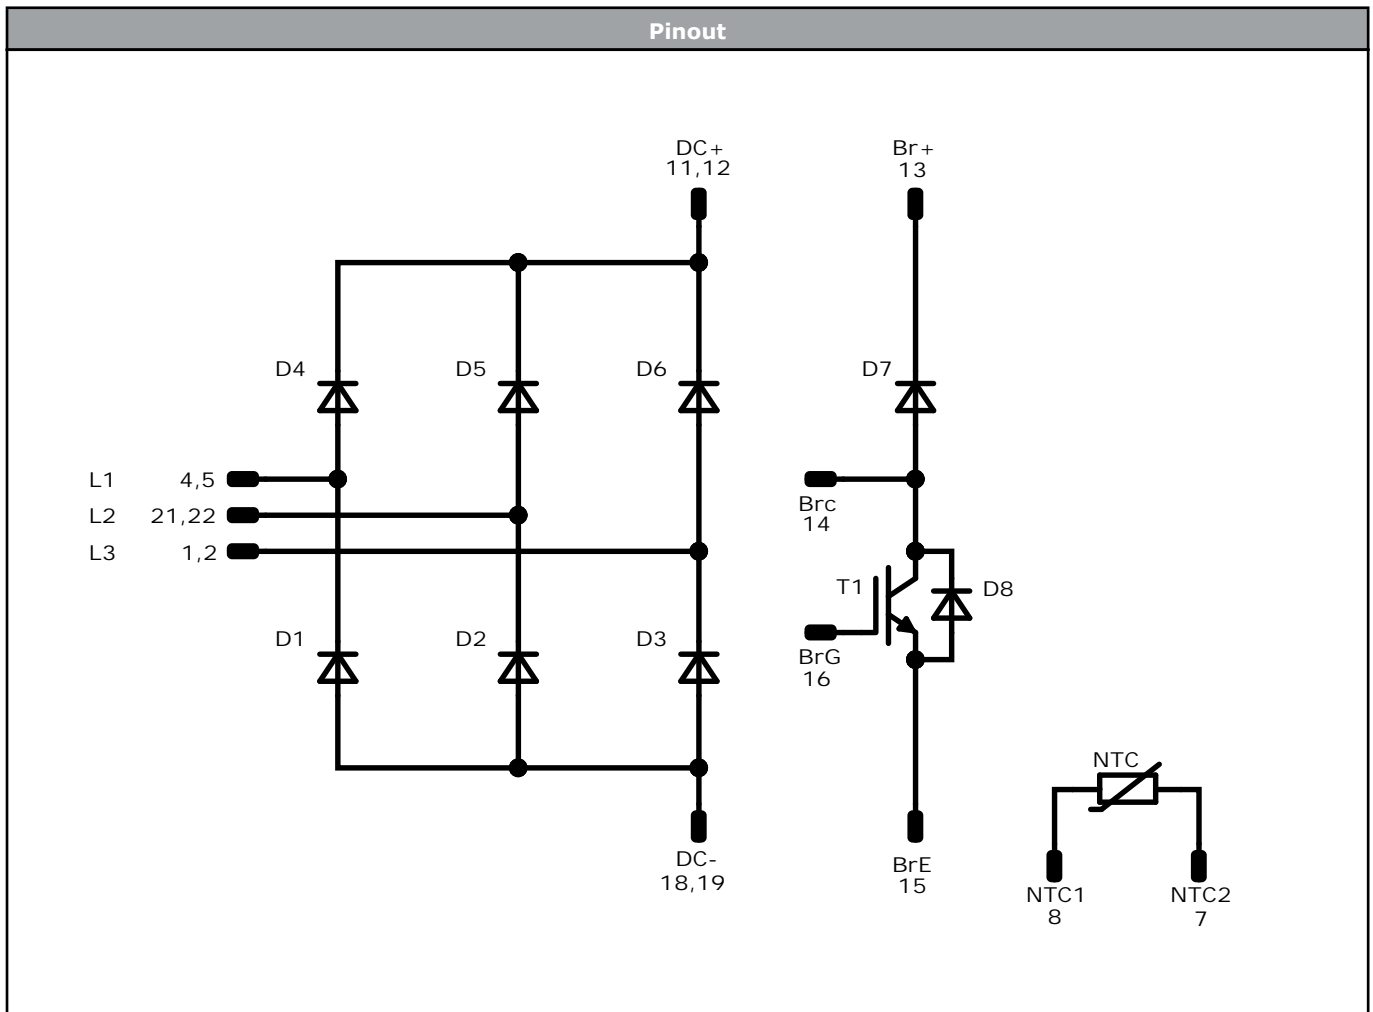 Pinout
DC+
11,12
Br+
13
D4
D5
D6
D7
L1 4,5
L2 21,22
L3 1,2
Brc
14
T1
D8
BrG
16
D1
D2
D3
NTC
DC-
18,19
BrE
15
NTC1
8
NTC2
7